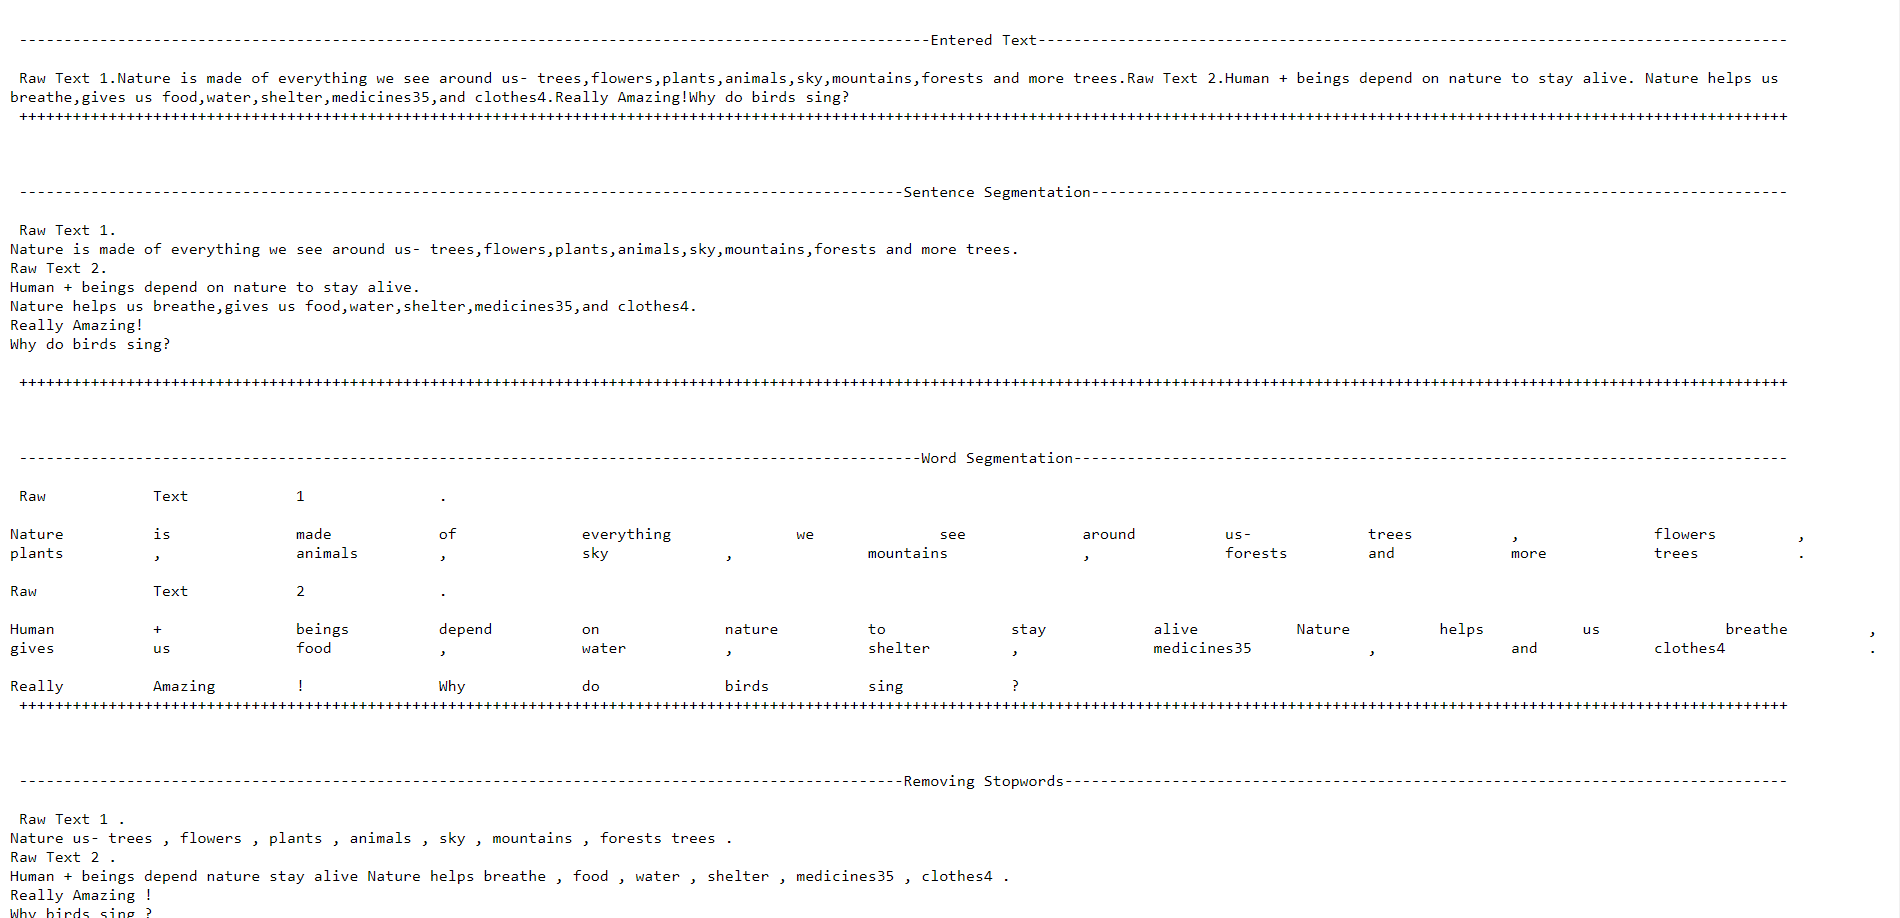 ----------------------------------------------------------------------------------------------------Entered Text------------------------------------------------------------------------------------
Raw Text 1.Nature is made of everything we see around us- trees,flowers,plants,animals,sky,mountains,forests and more trees.Raw Text 2.Human + beings depend on nature to stay alive. Nature helps us
breathe,gives us food,water,shelter,medicines35,and clothes4.Really Amazing!Why do birds sing?
++++++++++++++++++++++++++++++++++++++++++++++++++++++++++++++++++++++++++++++++++++++++++++++++++++++++++++++++++++++++++++++++++++++++++++++++++++++++++++++++++++++++++++++++++++++++++++++++++++++
---------------------------------------------------------------------------------------------------Sentence Segmentation------------------------------------------------------------------------------
Raw Text 1.
Nature is made of everything we see around us- trees,flowers,plants,animals,sky,mountains,forests and more trees.
Raw Text 2.
Human + beings depend on nature to stay alive.
Nature helps us breathe,gives us food,water,shelter,medicines35,and clothes4.
Really Amazing!
Why do birds sing?
++++++++++++++++++++++++++++++++++++++++++++++++++++++++++++++++++++++++++++++++++++++++++++++++++++++++++++++++++++++++++++++++++++++++++++++++++++++++++++++++++++++++++++++++++++++++++++++++++++++
-----------------------------------------------------------------------------------------------------Word Segmentation--------------------------------------------------------------------------------
Raw Text 1 .
Nature is made of everything we see around us- trees , flowers ,
plants , animals , sky , mountains , forests and more trees .
Raw Text 2 .
Human + beings depend on nature to stay alive Nature helps us breathe ,
gives us food , water , shelter , medicines35 , and clothes4 .
Really Amazing ! Why do birds sing ?
++++++++++++++++++++++++++++++++++++++++++++++++++++++++++++++++++++++++++++++++++++++++++++++++++++++++++++++++++++++++++++++++++++++++++++++++++++++++++++++++++++++++++++++++++++++++++++++++++++++
---------------------------------------------------------------------------------------------------Removing Stopwords---------------------------------------------------------------------------------
Raw Text 1 .
Nature us- trees , flowers , plants , animals , sky , mountains , forests trees .
Raw Text 2 .
Human + beings depend nature stay alive Nature helps breathe , food , water , shelter , medicines35 , clothes4 .
Really Amazing !
Why birds sing ?